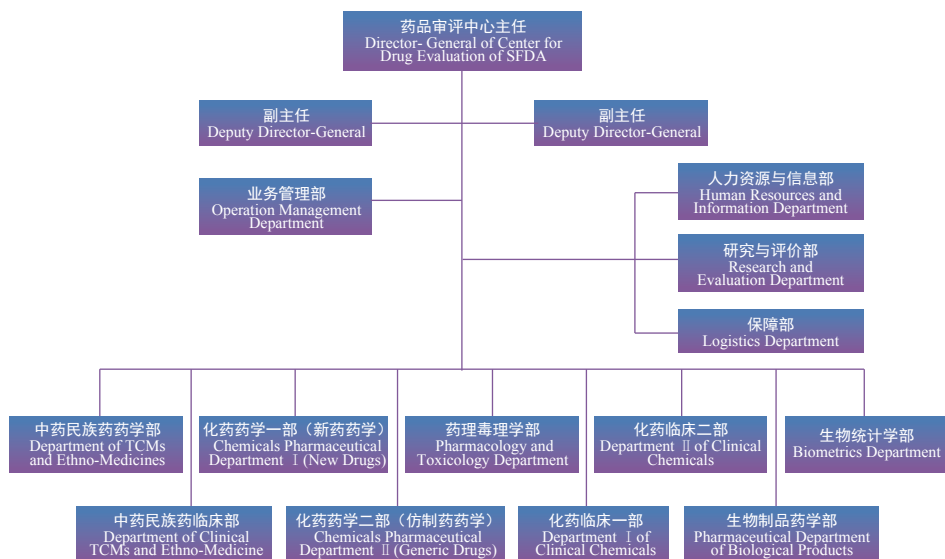 药品审评中心主任
Director- General of Center for
Drug Evaluation of SFDA
副主任
Deputy Director-General
副主任
Deputy Director-General
业务管理部
Operation Management
Department
人力资源与信息部
Human Resources and
Information Department
研究与评价部
Research and
Evaluation Department
保障部
Logistics Department
中药民族药药学部
Department of TCMs
and Ethno-Medicines
化药药学一部（新药药学）
Chemicals Pharmaceutical
Department Ⅰ (New Drugs)
药理毒理学部
Pharmacology and
Toxicology Department
化药临床二部
Department Ⅱ of Clinical
Chemicals
生物统计学部
Biometrics Department
中药民族药临床部
Department of Clinical
TCMs and Ethno-Medicine
化药药学二部（仿制药药学）
Chemicals Pharmaceutical
Department Ⅱ (Generic Drugs)
化药临床一部
Department Ⅰ of
Clinical Chemicals
生物制品药学部
Pharmaceutical Department
of Biological Products